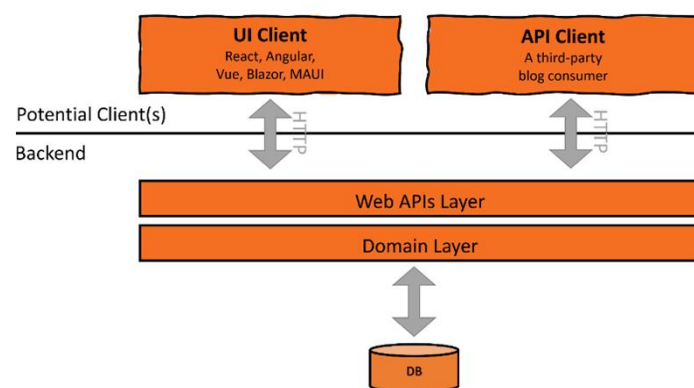 UI Client
React, Angular,
Vue, Blazor, MAUI
API Client
A third-party
blog consumer
HTTP
HTTP
Potential Client(s)
Backend
Web APIs Layer
Domain Layer
DB